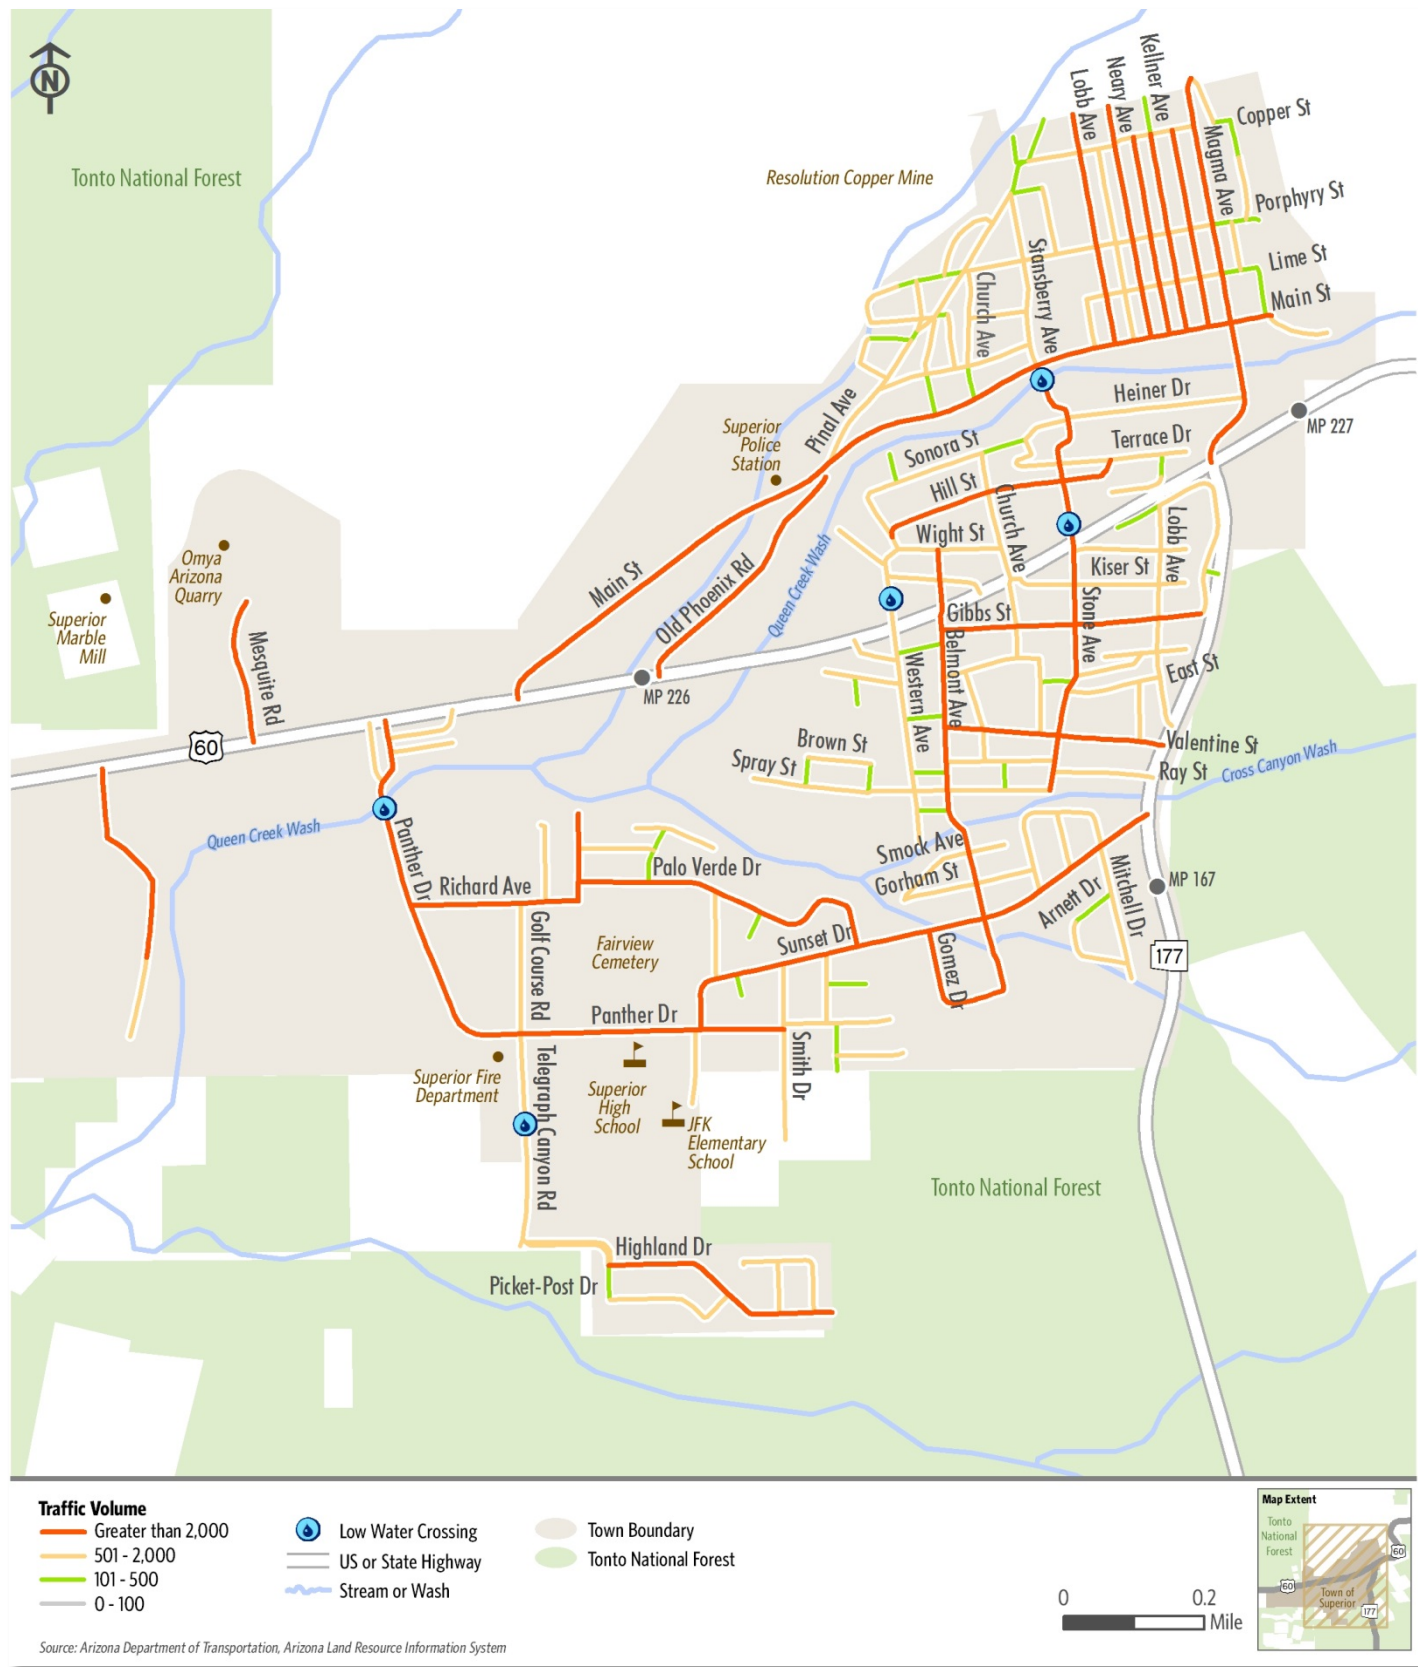 N
Tonto National Forest
Resolution Copper Mine
Lobb Ave
Neary Ave
Kellner Ave
Magma Ave
Copper St
Porphyry St
Lime St
Main St
Stansberry Ave
Church Ave
Pinal Ave
Heiner Dr
Terrace Dr
MP 227
Superior
Police
Station
Sonora St
Hill St
Church Ave
Wight St
Lobb Ave
Kiser St
Stone Ave
Gibbs St
Belmont Ave
Western Ave
East St
Omya
Arizona
Quarry
Superior
Marble
Mill
Mesquite Rd
Main St
Old Phoenix Rd
Queen Creek Wash
MP 226
60
Valentine St
Ray St
Cross Canyon Wash
Brown St
Spray St
Queen Creek Wash
Panther Dr
Richard Ave
Palo Verde Dr
Smock Ave
Gorham St
Arnett Dr
Mitchell Dr
MP 167
177
Golf Course Rd
Fairview
Cemetery
Sunset Dr
Gomez Dr
Panther Dr
Smith Dr
Superior Fire
Department
Telegraph Canyon Rd
Superior
High
School
JFK
Elementary
School
Tonto National Forest
Highland Dr
Picket-Post Dr
Traffic Volume
Greater than 2,000
501 - 2,000
101 - 500
0 - 100
Low Water Crossing
US or State Highway
Stream or Wash
Town Boundary
Tonto National Forest
0 0.2
Mile
Map Extent
Tonto
National
Forest
60
60
Town of
Superior
177
Source: Arizona Department of Transportation, Arizona Land Resource Information System